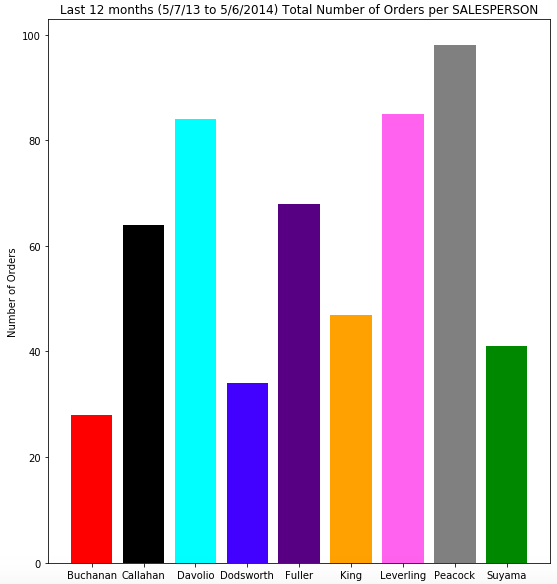 Last 12 months (5/7/13 to 5/6/2014) Total Number of Orders per SALESPERSON
100
80
60
40
20
0
Number of Orders
Buchanan Callahan Davolio Dodsworth Fuller King Leverling Peacock Suyama